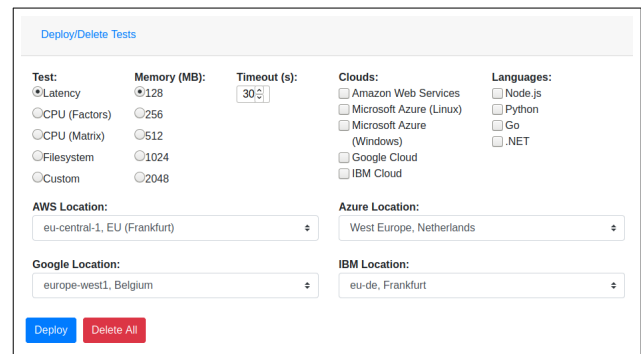 Deploy/Delete Tests
Test:
Latency
CPU (Factors)
CPU (Matrix)
Filesystem
Custom
Memory (MB):
128
256
512
1024
2048
Timeout (s):
30
Clouds:
Amazon Web Services
Microsoft Azure (Linux)
Microsoft Azure
(Windows)
Google Cloud
IBM Cloud
Languages:
Node.js
Python
Go
.NET
AWS Location:
eu-central-1, EU (Frankfurt)
Azure Location:
West Europe, Netherlands
Google Location:
europe-west1, Belgium
IBM Location:
eu-de, Frankfurt
Deploy
Delete All